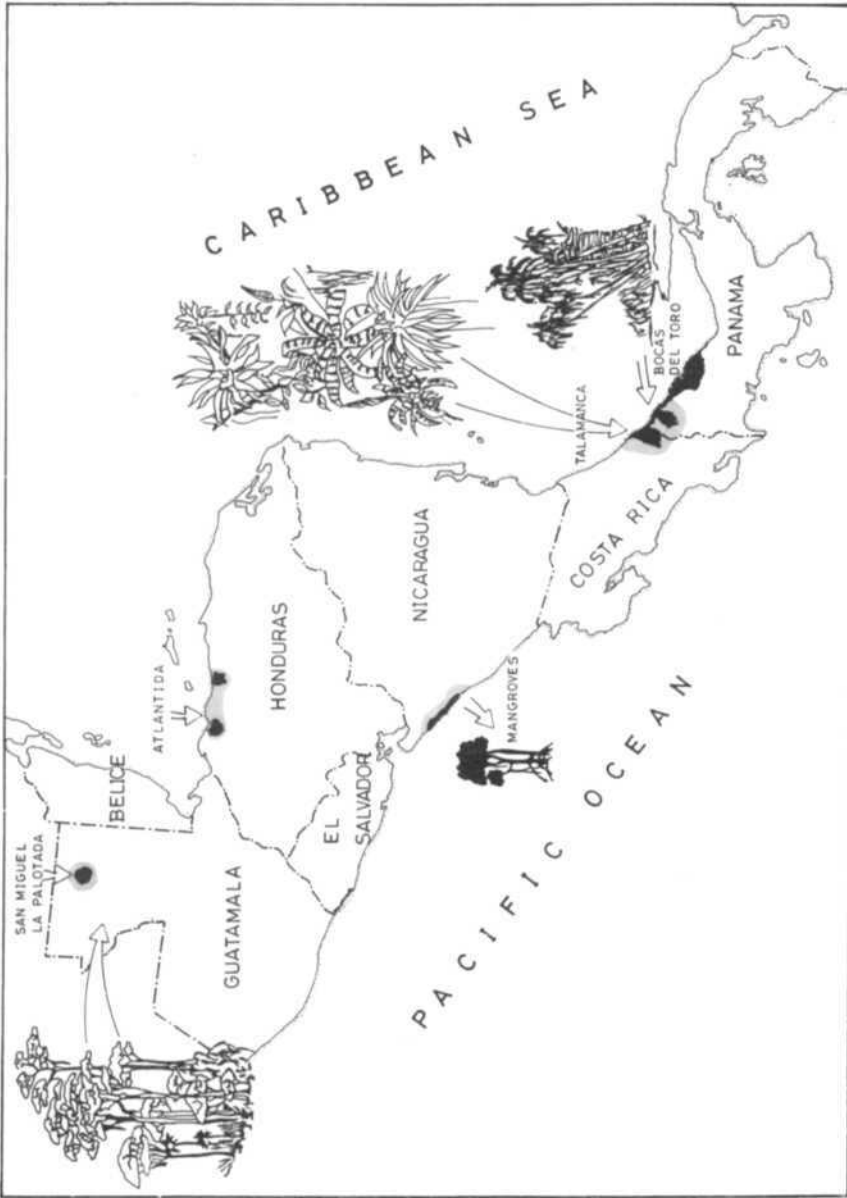 CARIBBEAN SEA
SAN MIGUEL
LA PALOTADA
BELICE
ATLANTIDA
GUATAMALA
HONDURAS
EL
SALVADOR
NICARAGUA
MANGROVES
TALAMANCA
BOCAS
DEL TORO
COSTA RICA
PANAMA
PACIFIC OCEAN